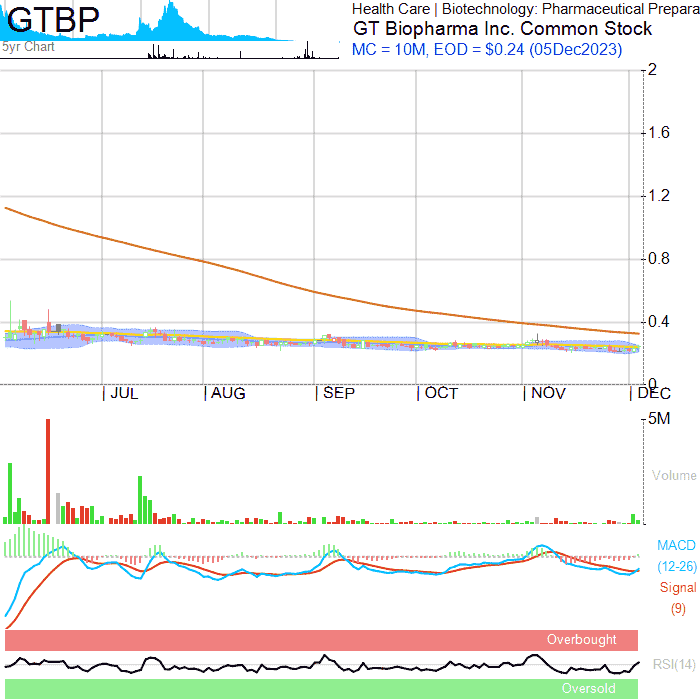 GTBP
Health Care | Biotechnology: Pharmaceutical Prepara
GT Biopharma Inc. Common Stock
5yr Chart
MC = 10M, EOD = $0.24 (05Dec2023)
2
1.6
1.2
0.8
0.4
0
| JUL | AUG | SEP | OCT | NOV | DEC
5M
Volume
MACD
(12-26)
Signal
(9)
Overbought
RSI(14)
Oversold